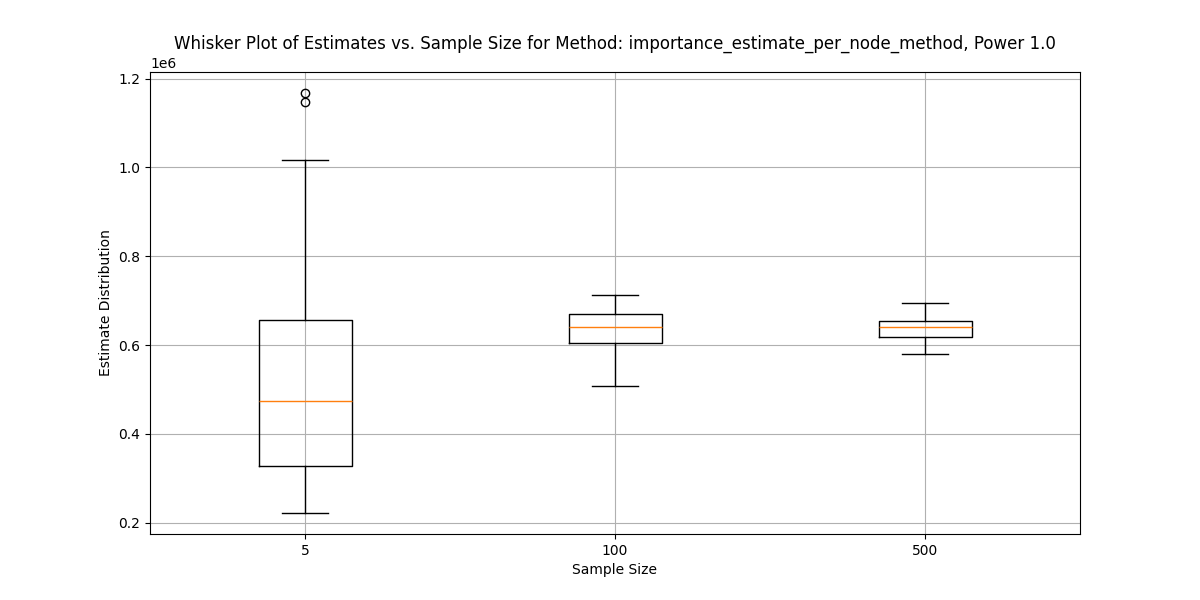 Whisker Plot of Estimates vs. Sample Size for Method: importance_estimate_per_node_method, Power 1.0
1e6
1.2
1.0
0.8
0.6
0.4
0.2
Estimate Distribution
5 100 500
Sample Size